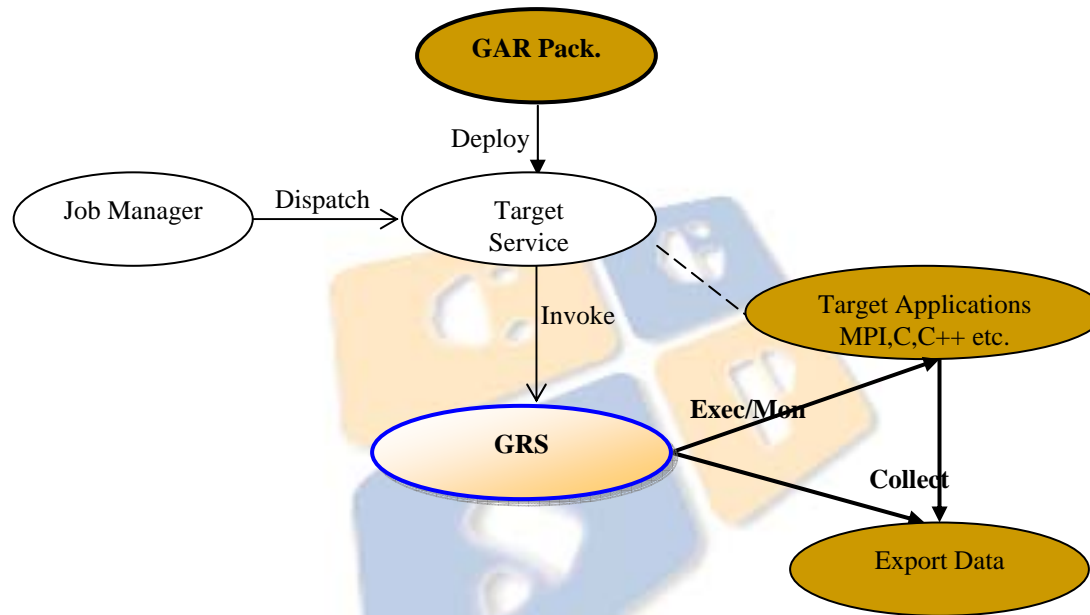 GAR Pack.
Deploy
Job Manager
Dispatch
Target
Service
Invoke
Target Applications
MPI,C,C++ etc.
Exec/Mon
GRS
Collect
Export Data